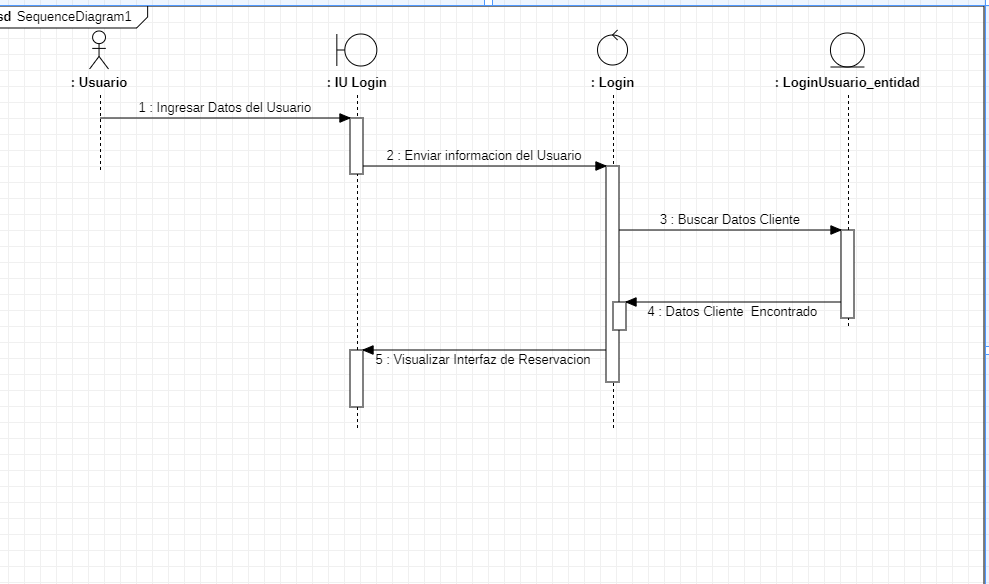 sd SequenceDiagram1
: Usuario
: IU Login
: Login
: LoginUsuario_entidad
1 : Ingresar Datos del Usuario
2 : Enviar informacion del Usuario
3 : Buscar Datos Cliente
4 : Datos Cliente  Encontrado
5 : Visualizar Interfaz de Reservacion